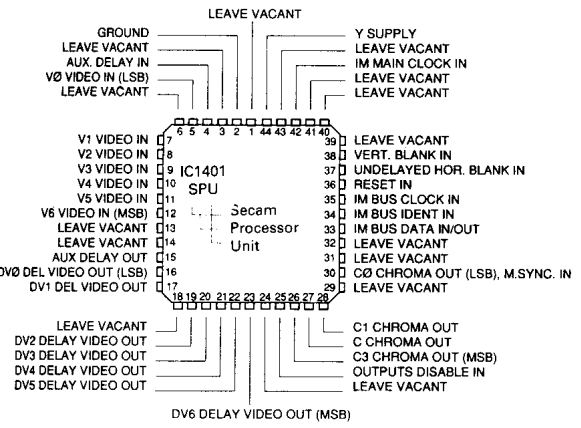 LEAVE VACANT
GROUND
LEAVE VACANT
AUX. DELAY IN
VØ VIDEO IN (LSB)
LEAVE VACANT
Y SUPPLY
LEAVE VACANT
IM MAIN CLOCK IN
LEAVE VACANT
LEAVE VACANT
6 5 4 3 2 1 44 43 42 41 40
V1 VIDEO IN 7
V2 VIDEO IN 8
V3 VIDEO IN 9
V4 VIDEO IN 10
V5 VIDEO IN 11
V6 VIDEO IN (MSB) 12
LEAVE VACANT 13
LEAVE VACANT 14
AUX DELAY OUT 15
DVØ DEL VIDEO OUT (LSB) 16
DV1 DEL VIDEO OUT 17
IC1401
SPU
Secam
Processor
Unit
39 LEAVE VACANT
38 VERT. BLANK IN
37 UNDELAYED HOR. BLANK IN
36 RESET IN
35 IM BUS CLOCK IN
34 IM BUS IDENT IN
33 IM BUS DATA IN/OUT
32 LEAVE VACANT
31 LEAVE VACANT
30 CØ CHROMA OUT (LSB), M.SYNC. IN
29 LEAVE VACANT
18 19 20 21 22 23 24 25 26 27 28
LEAVE VACANT
DV2 DELAY VIDEO OUT
DV3 DELAY VIDEO OUT
DV4 DELAY VIDEO OUT
DV5 DELAY VIDEO OUT
C1 CHROMA OUT
C CHROMA OUT
C3 CHROMA OUT (MSB)
OUTPUTS DISABLE IN
LEAVE VACANT
DV6 DELAY VIDEO OUT (MSB)